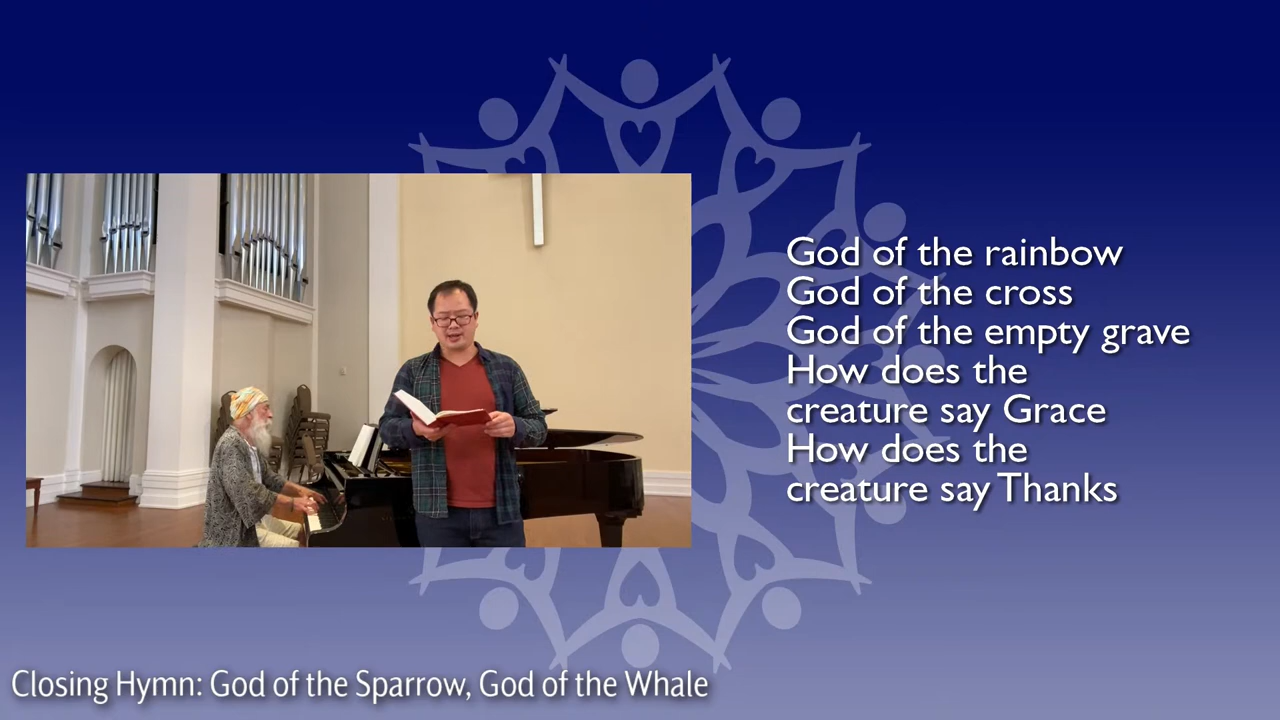 God of the rainbow
God of the cross
God of the empty grave
How does the
creature say Grace
How does the
creature say Thanks
Closing Hymn: God of the Sparrow, God of the Whale